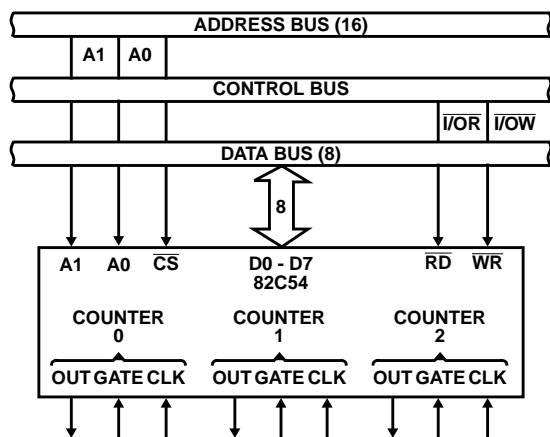 ADDRESS BUS (16)
A1 A0
CONTROL BUS
I/OR I/OW
DATA BUS (8)
8
A1 A0 CS D0 - D7 RD WR
82C54
COUNTER COUNTER COUNTER
0 1 2
OUT GATE CLK OUT GATE CLK OUT GATE CLK